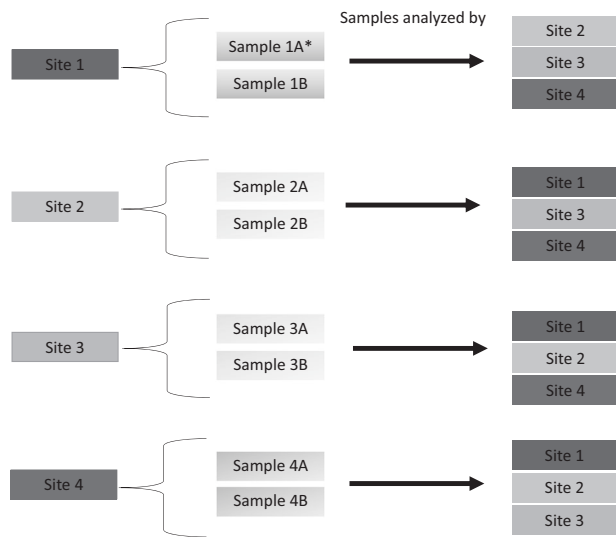 Samples analyzed by
Site 1
Sample 1A*
Sample 1B
Site 2
Site 3
Site 4
Site 2
Sample 2A
Sample 2B
Site 1
Site 3
Site 4
Site 3
Sample 3A
Sample 3B
Site 1
Site 2
Site 4
Site 4
Sample 4A
Sample 4B
Site 1
Site 2
Site 3